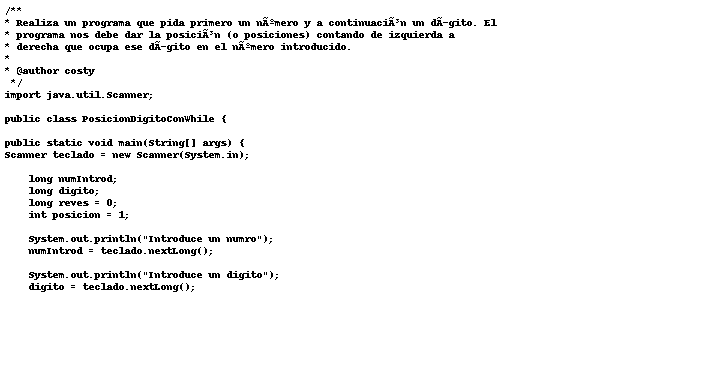 /**
* Realiza un programa que pida primero un nÃºmero y a continuaciÃ³n un dÃ-gito. El
* programa nos debe dar la posiciÃ³n (o posiciones) contando de izquierda a
* derecha que ocupa ese dÃ-gito en el nÃºmero introducido.
*
* @author costy
*/
import java.util.Scanner;
public class PosicionDigitoConWhile {
public static void main(String[] args) {
Scanner teclado = new Scanner(System.in);
long numIntrod;
long digito;
long reves = 0;
int posicion = 1;
System.out.println("Introduce un numro");
numIntrod = teclado.nextLong();
System.out.println("Introduce un digito");
digito = teclado.nextLong();